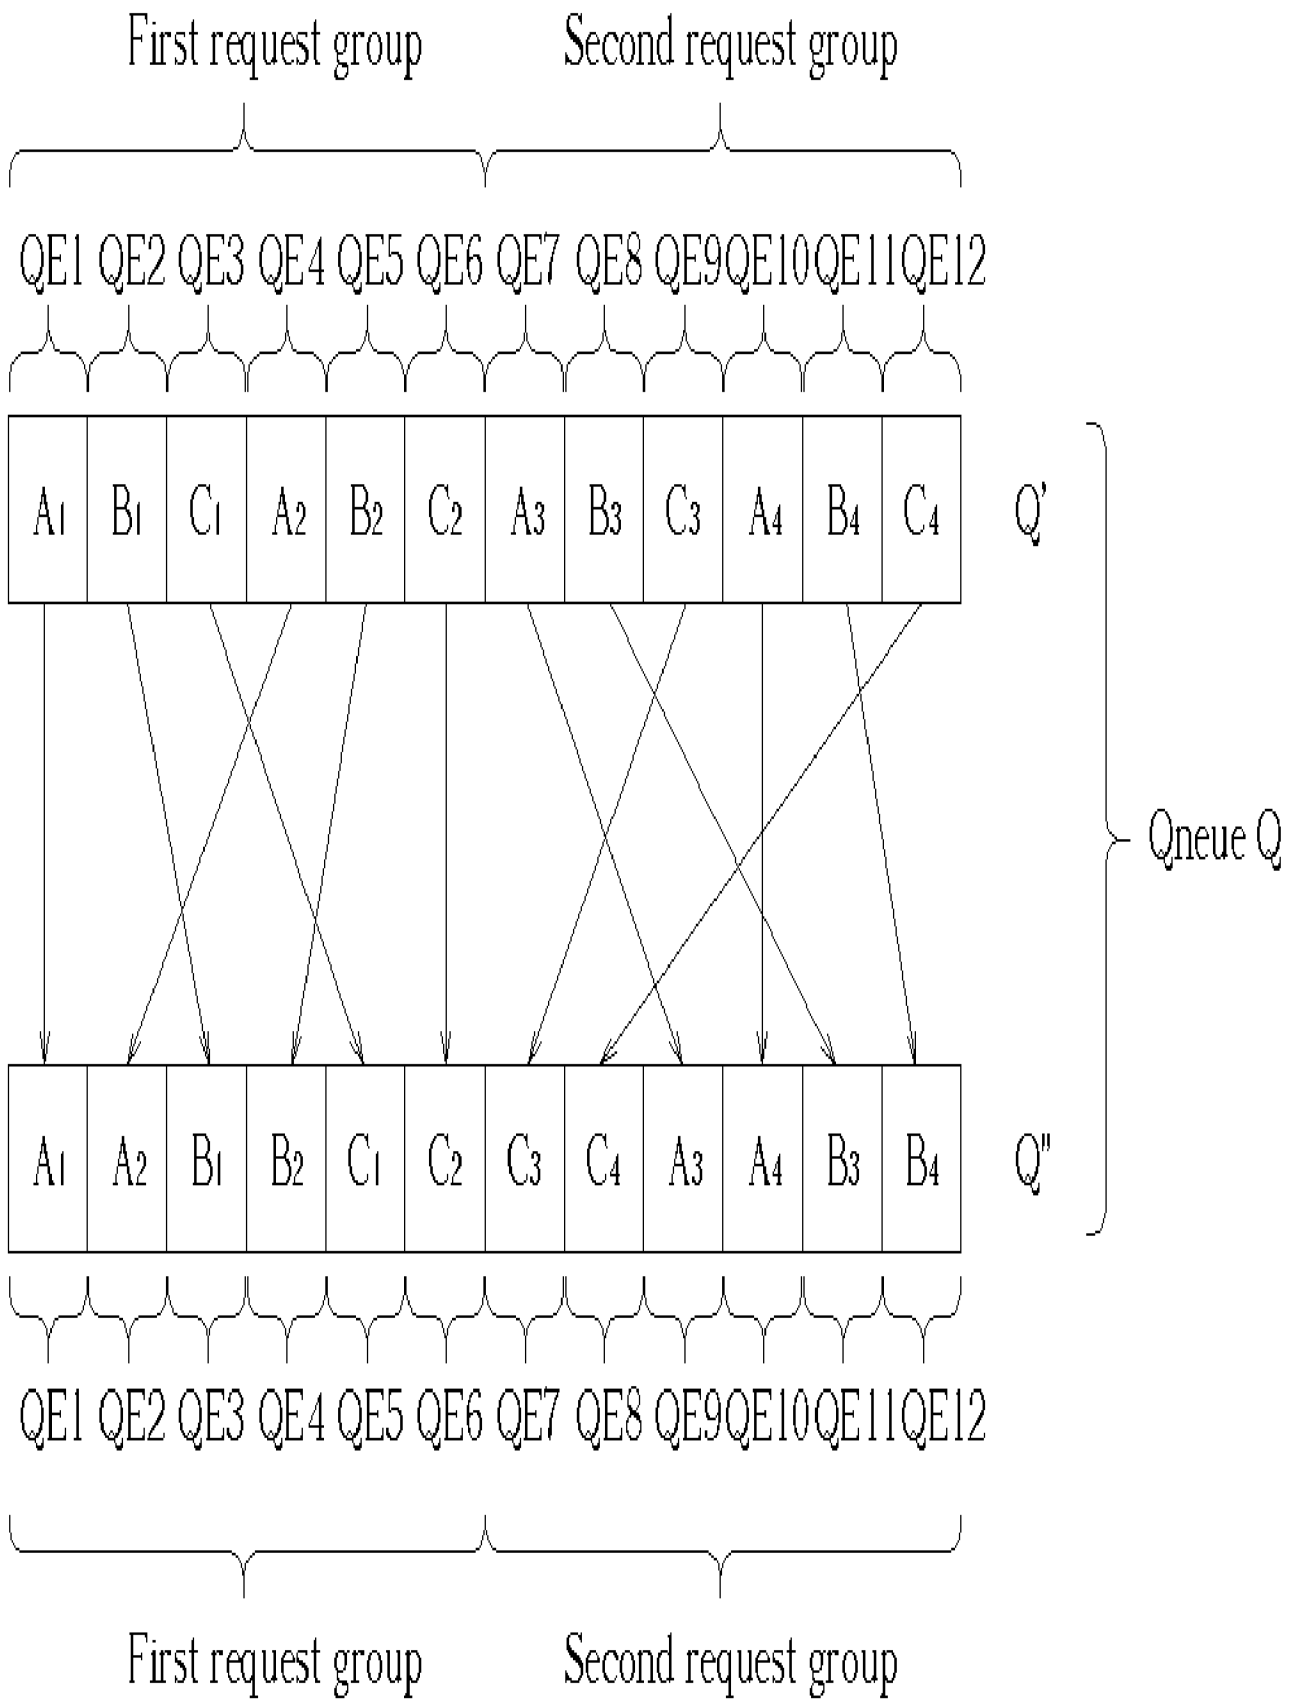 First request group Second request group
QE1 QE2 QE3 QE4 QE5 QE6 QE7 QE8 QE9 QE10 QE11 QE12
A1 B1 C1 A2 B2 C2 A3 B3 C3 A4 B4 C4 Q'
Qneue Q
A1 A2 B1 B2 C1 C2 C3 C4 A3 A4 B3 B4 Q"
QE1 QE2 QE3 QE4 QE5 QE6 QE7 QE8 QE9 QE10 QE11 QE12
First request group Second request group